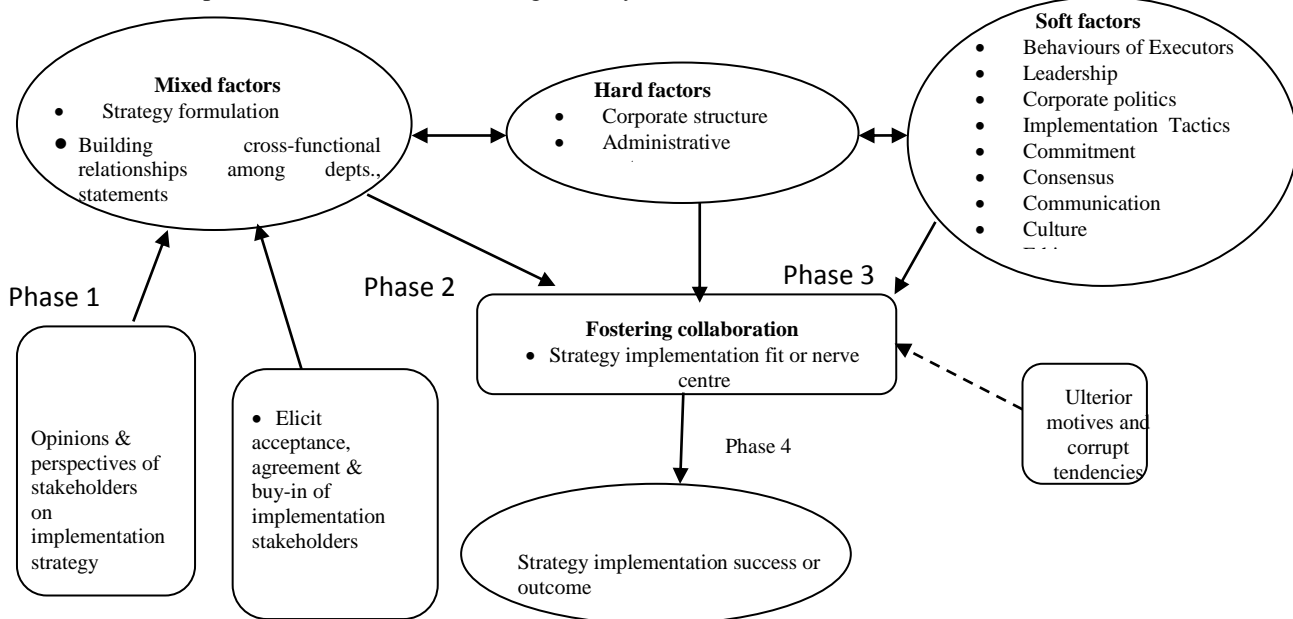 Mixed factors
• Strategy formulation
• Building cross-functional
relationships among depts.,
statements
Hard factors
• Corporate structure
• Administrative
Soft factors
• Behaviours of Executors
• Leadership
• Corporate politics
• Implementation Tactics
• Commitment
• Consensus
• Communication
• Culture
Phase 1
Phase 2
Phase 3
Fostering collaboration
• Strategy implementation fit or nerve
centre
Opinions &
perspectives of
stakeholders
on
implementation
strategy
• Elicit
acceptance,
agreement &
buy-in of
implementation
stakeholders
Ulterior
motives and
corrupt
tendencies
Phase 4
Strategy implementation success or
outcome